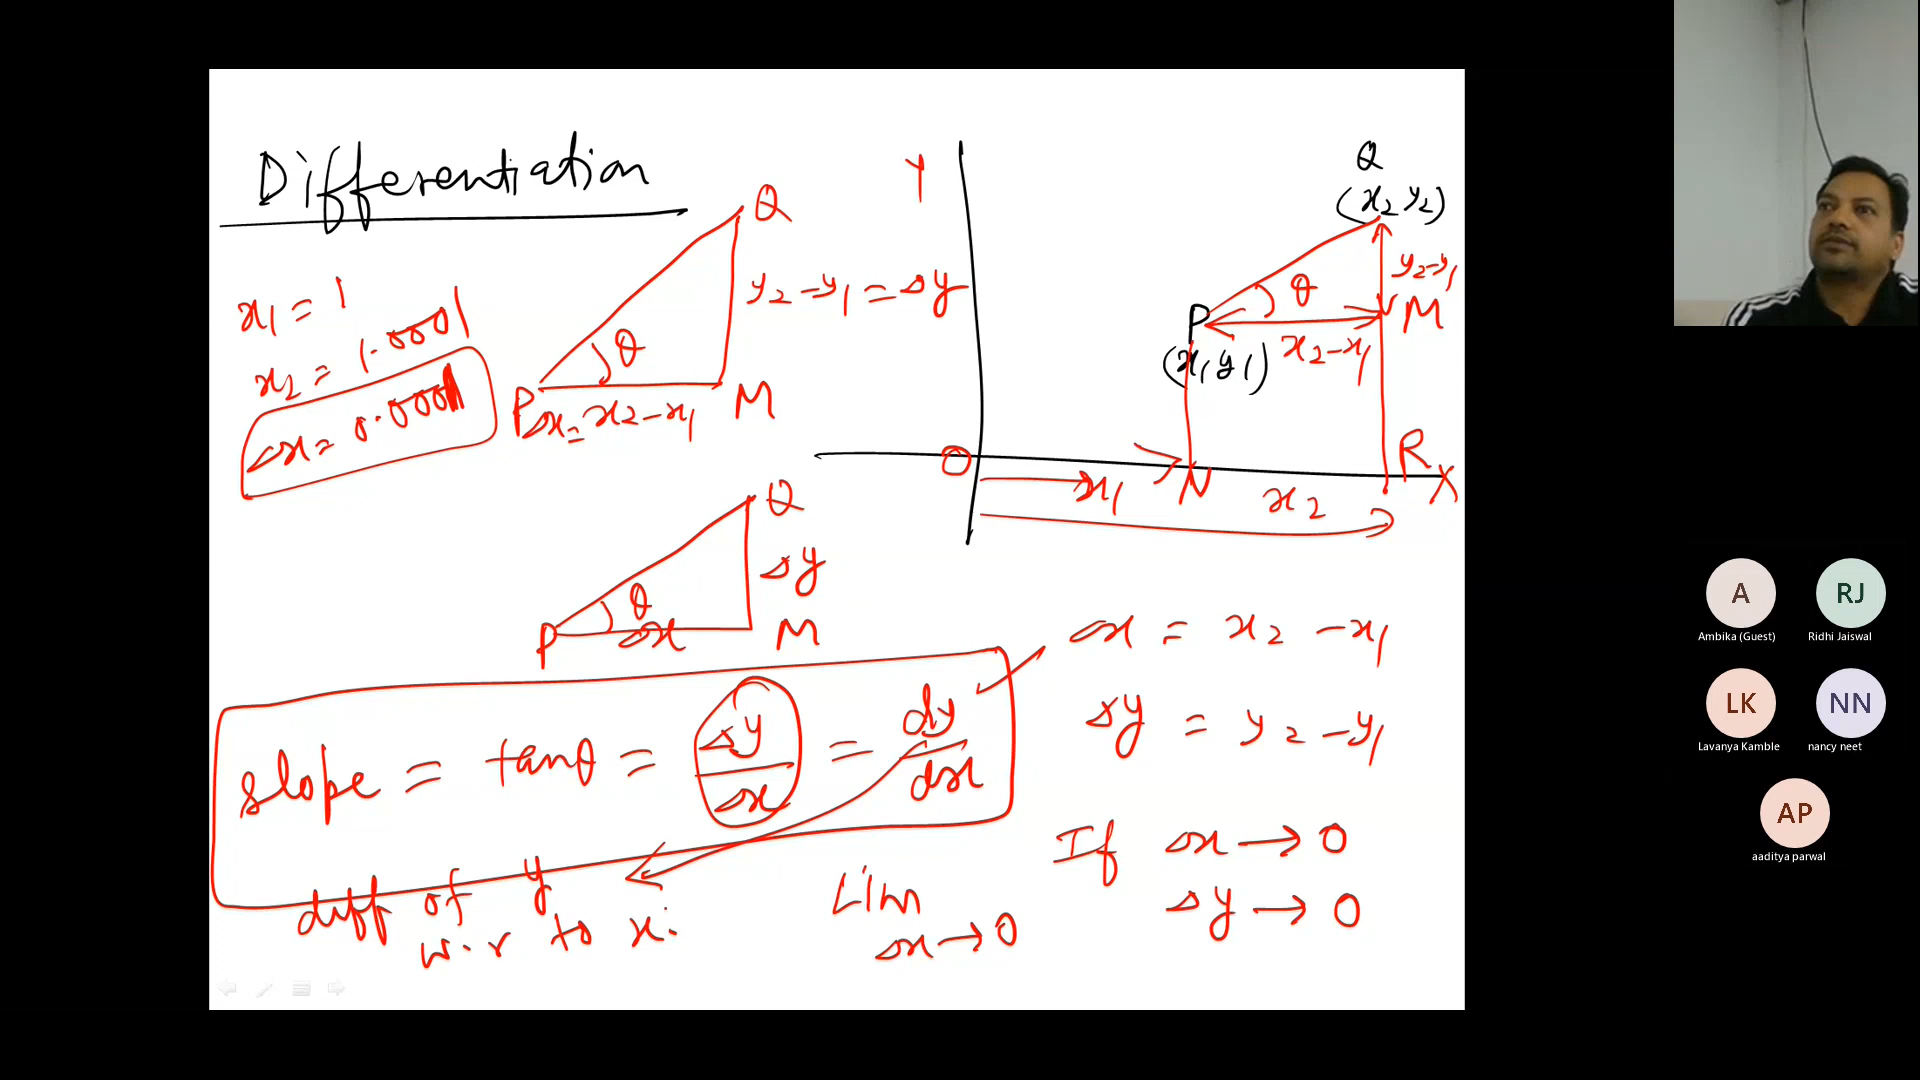 Differentiation
x₁ = 1
x₂ = 1.0001
Δx = 0.0001
Q
y₂-y₁ = Δy
θ
P
Δx = x₂-x₁
M
Y
Q
(x₂ y₂)
y₂-y₁
θ
P
M
(x₁ y₁)
x₂-x₁
O
x₁
N
x₂
R
X
Q
Δy
θ
P
Δx
M
Δx = x₂ -x₁
Δy = y₂ -y₁
slope = tanθ = Δy/Δx = dy/dx
If Δx → 0
Δy → 0
diff of y
w.r to x.
Lim
Δx→0
A
Ambika (Guest)
RJ
Ridhi Jaiswal
LK
Lavanya Kamble
NN
nancy neet
AP
aaditya parwal